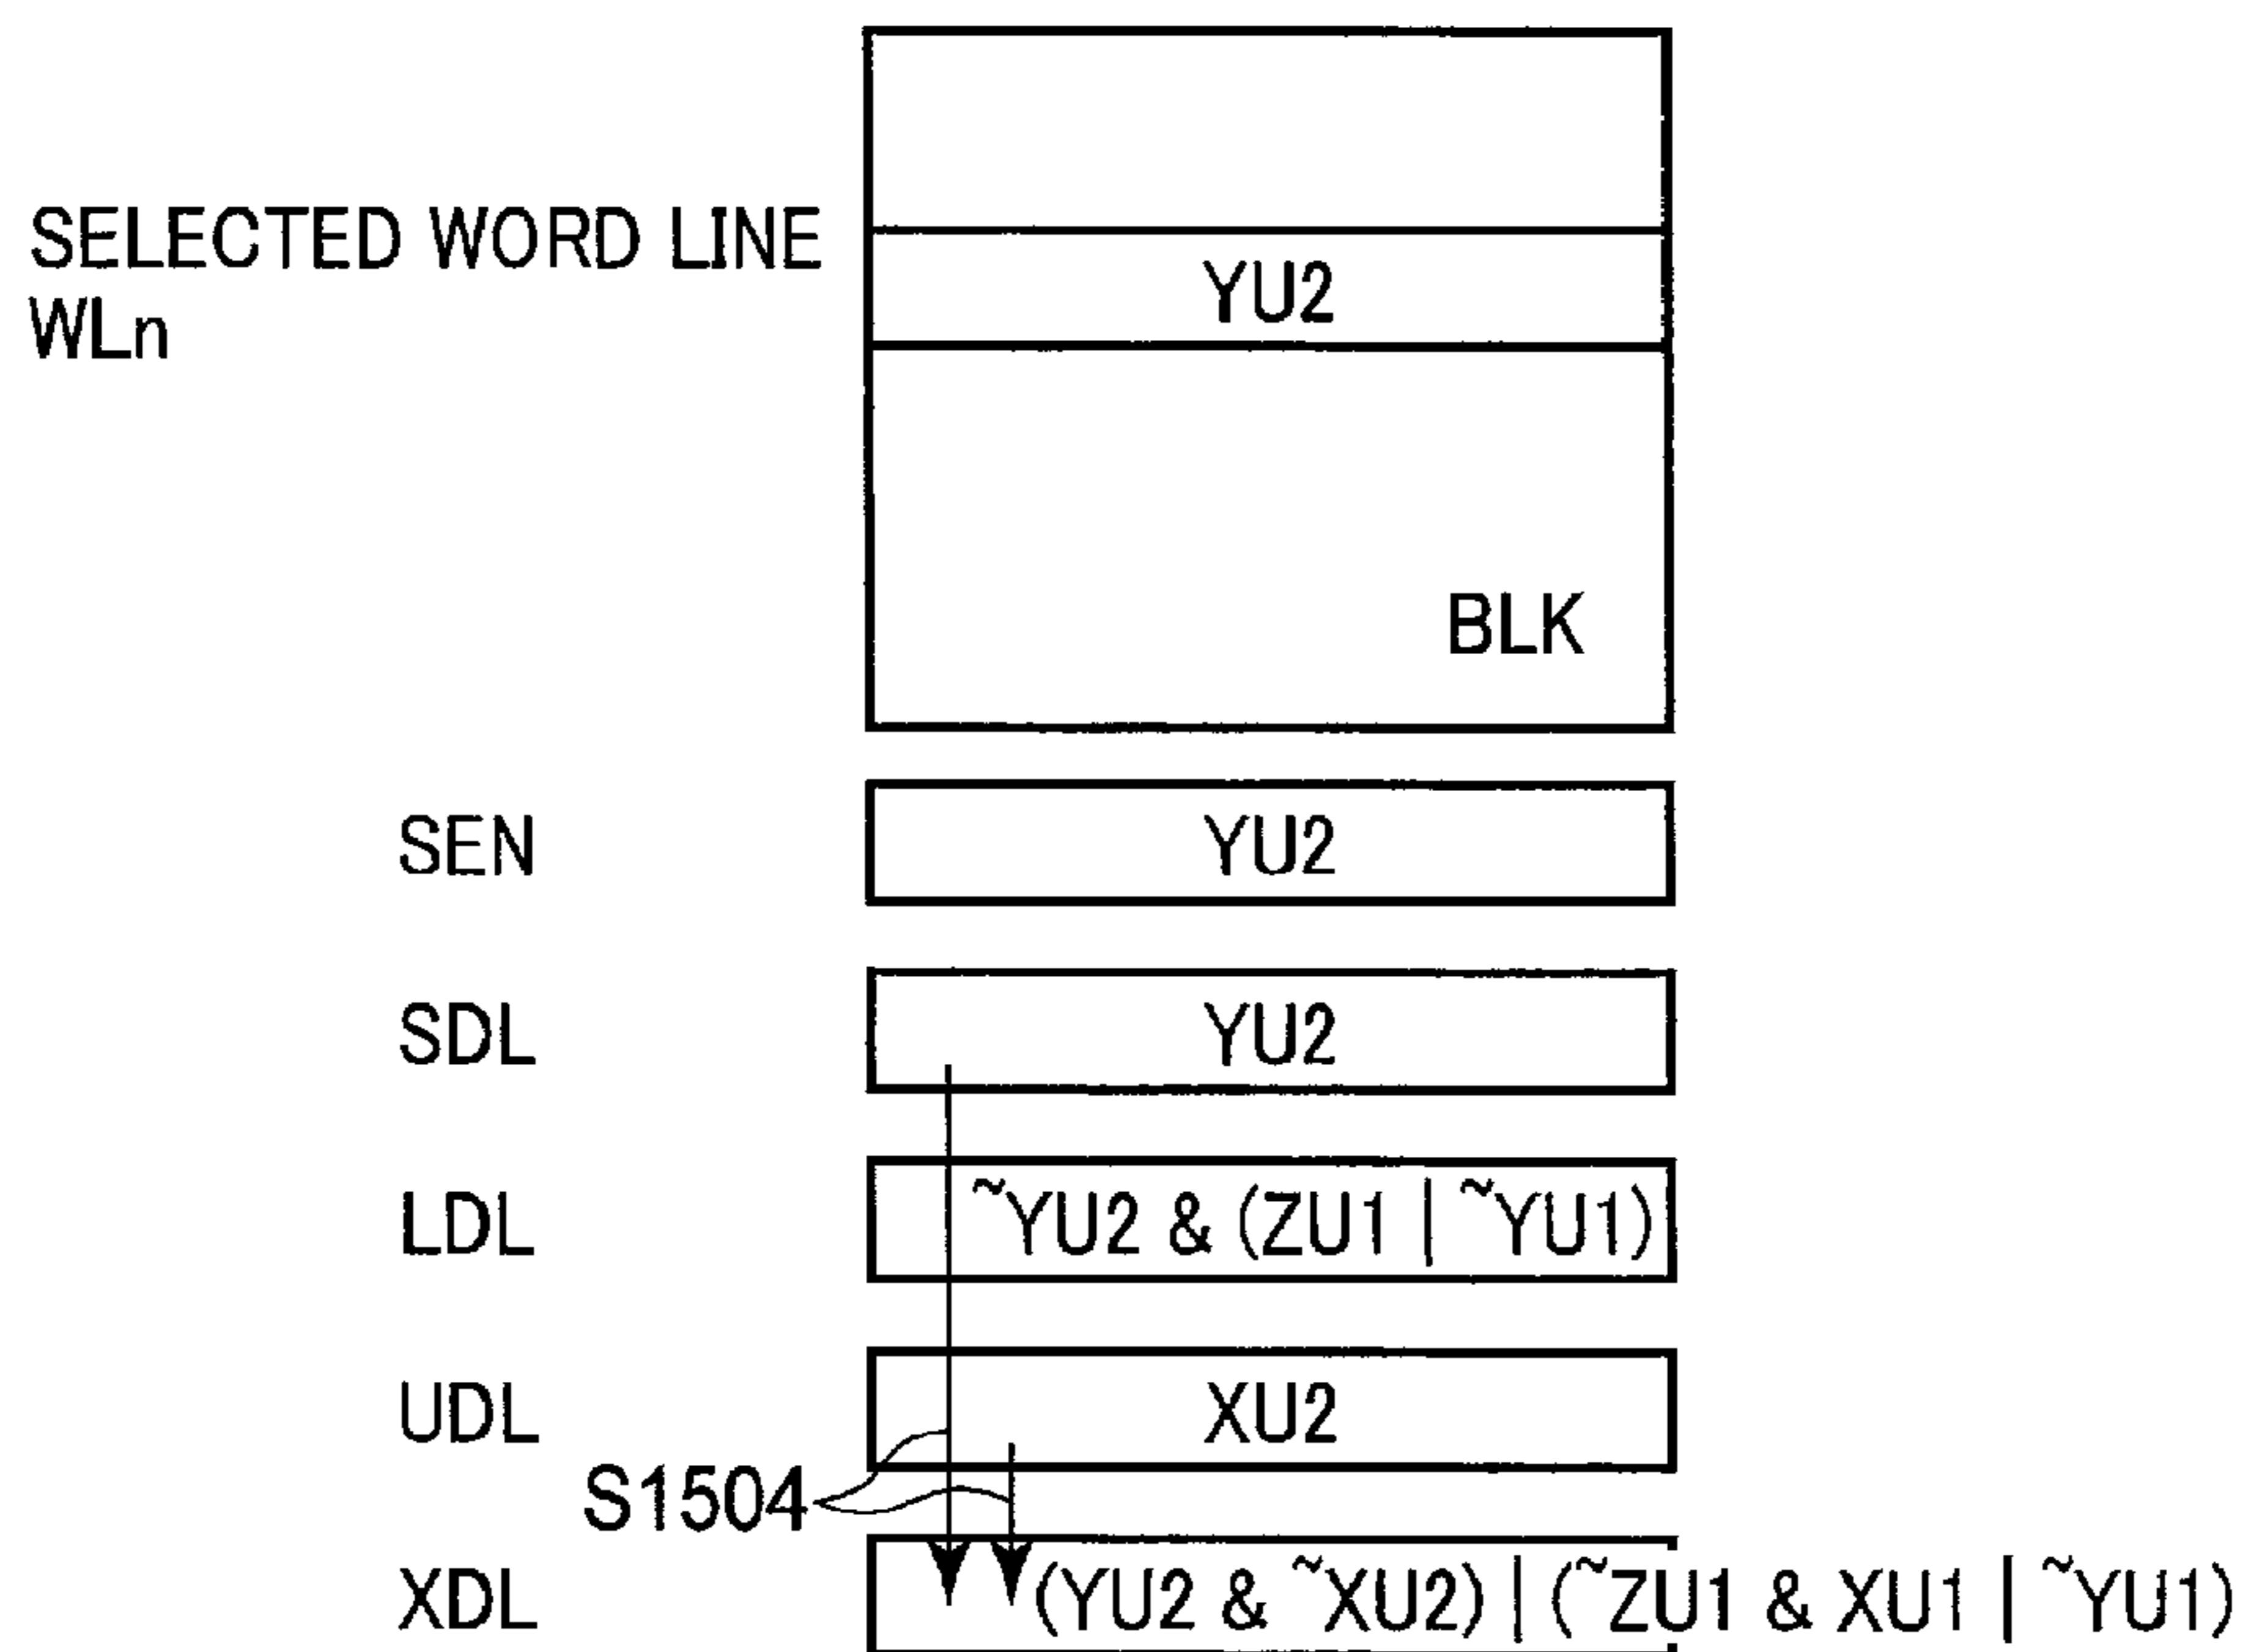 SELECTED WORD LINE
WLn
YU2
BLK
SEN
YU2
SDL
YU2
LDL
~YU2 & (ZU1 | ~YU1)
UDL
XU2
S1504
XDL
(YU2 & ~XU2) | (~ZU1 & XU1 | ~YU1)